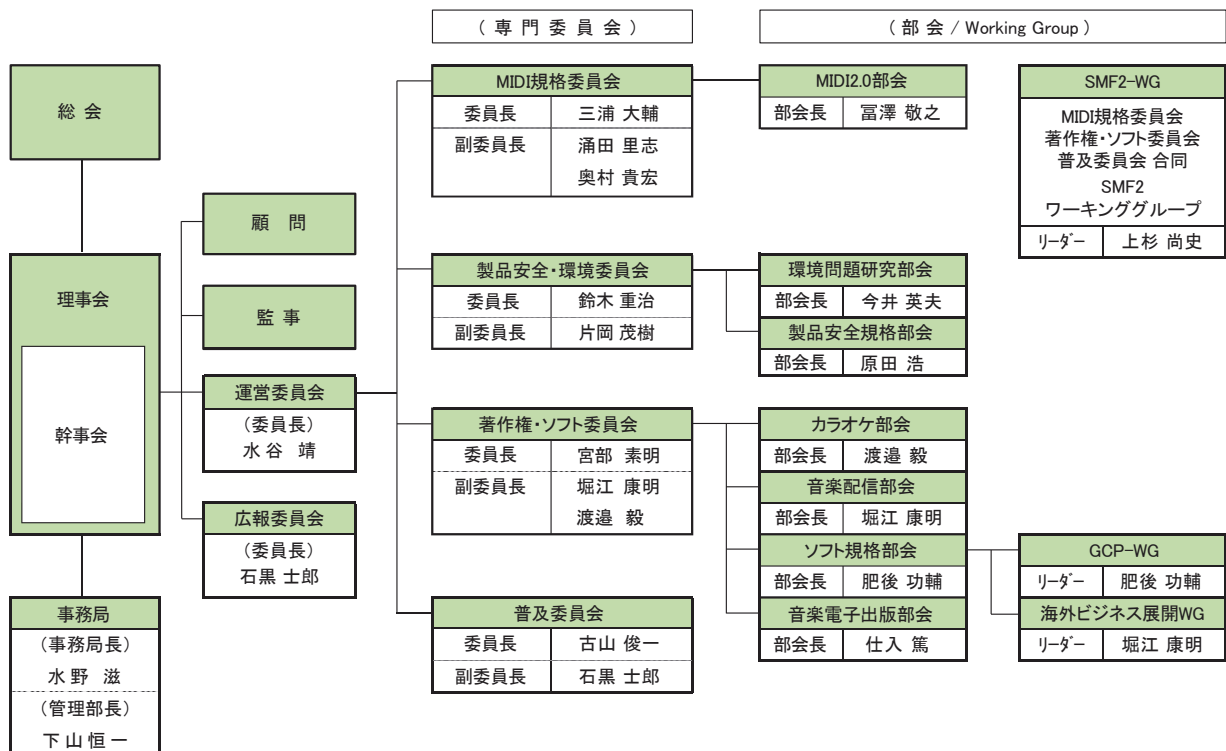 ( 専 門 委 員 会 )
( 部 会 / Working Group )
総 会
理事会
幹事会
事務局
(事務局長)
水 野 滋
(管理部長)
下 山 恒 一
顧 問
監 事
運営委員会
(委員長)
水 谷 靖
広報委員会
(委員長)
石黒 士郎
MIDI規格委員会
委員長 三浦 大輔
副委員長 涌田 里志
奥村 貴宏
製品安全・環境委員会
委員長 鈴木 重治
副委員長 片岡 茂樹
著作権・ソフト委員会
委員長 宮部 素明
副委員長 堀江 康明
渡邉 毅
普及委員会
委員長 古山 俊一
副委員長 石黒 士郎
MIDI2.0部会
部会長 冨澤 敬之
環境問題研究部会
部会長 今井 英夫
製品安全規格部会
部会長 原田 浩
カラオケ部会
部会長 渡邉 毅
音楽配信部会
部会長 堀江 康明
ソフト規格部会
部会長 肥後 功輔
音楽電子出版部会
部会長 仕入 篤
SMF2-WG
MIDI規格委員会
著作権・ソフト委員会
普及委員会 合同
SMF2
ワーキンググループ
ﾘｰﾀﾞｰ 上杉 尚史
GCP-WG
ﾘｰﾀﾞｰ 肥後 功輔
海外ビジネス展開WG
ﾘｰﾀﾞｰ 堀江 康明